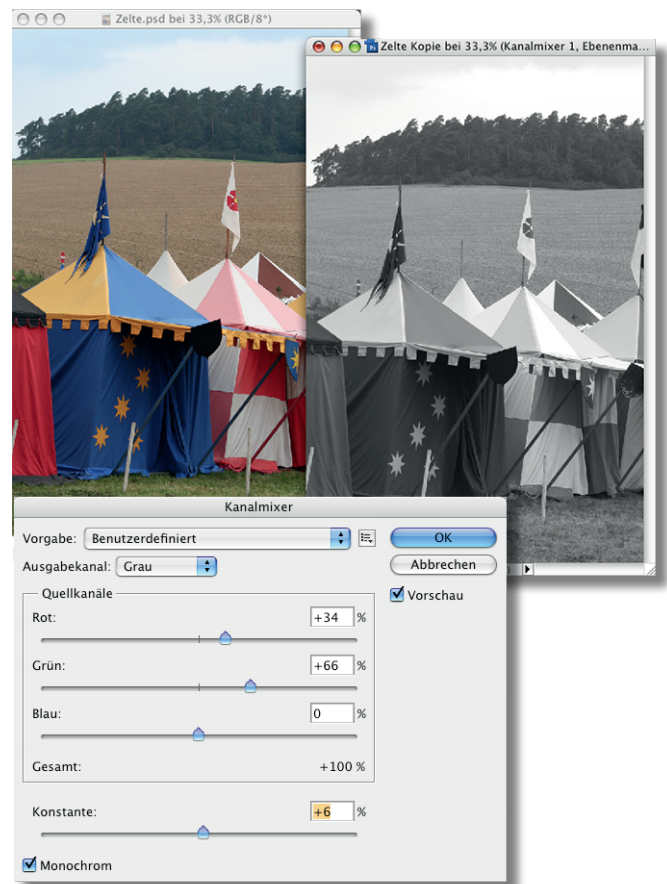 Zelte.psd bei 33,3% (RGB/8*)
Zelte Kopie bei 33,3% (Kanalmixer 1, Ebenenma...
Kanalmixer
Vorgabe: Benutzerdefiniert
OK
Ausgabekanal: Grau
Abbrechen
Vorschau
Quellkanäle
Rot: +34 %
Grün: +66 %
Blau: 0 %
Gesamt: +100 %
Konstante: +6 %
Monochrom